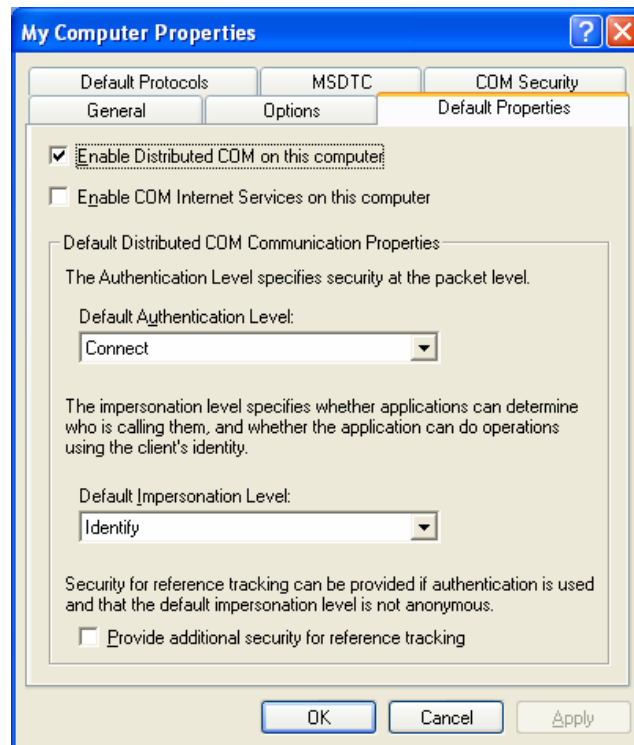 My Computer Properties
Default Protocols MSDTC COM Security
General Options Default Properties
Enable Distributed COM on this computer
Enable COM Internet Services on this computer
Default Distributed COM Communication Properties
The Authentication Level specifies security at the packet level.
Default Authentication Level:
Connect
The impersonation level specifies whether applications can determine
who is calling them, and whether the application can do operations
using the client's identity.
Default Impersonation Level:
Identify
Security for reference tracking can be provided if authentication is used
and that the default impersonation level is not anonymous.
Provide additional security for reference tracking
OK Cancel Apply